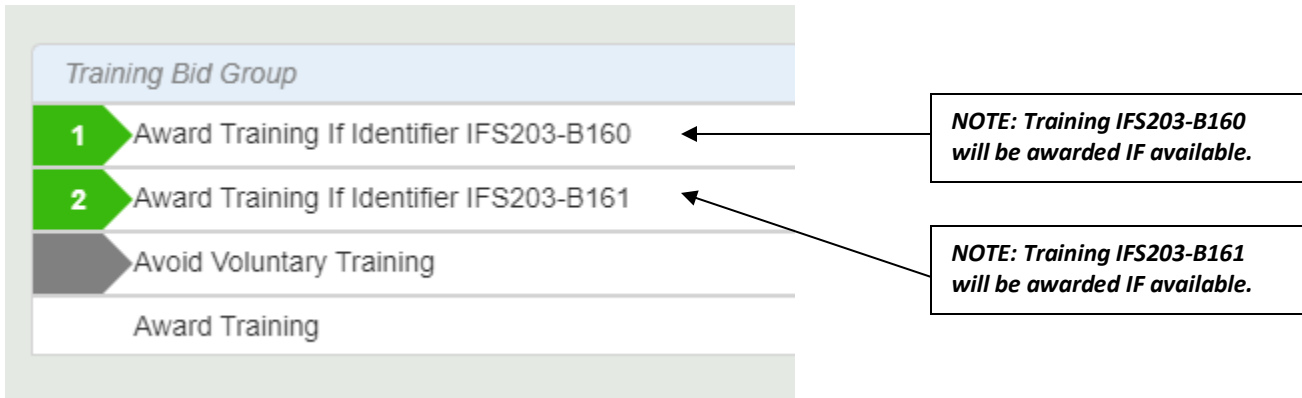 Training Bid Group
1 Award Training If Identifier IFS203-B160
NOTE: Training IFS203-B160
will be awarded IF available.
2 Award Training If Identifier IFS203-B161
Avoid Voluntary Training
NOTE: Training IFS203-B161
will be awarded IF available.
Award Training